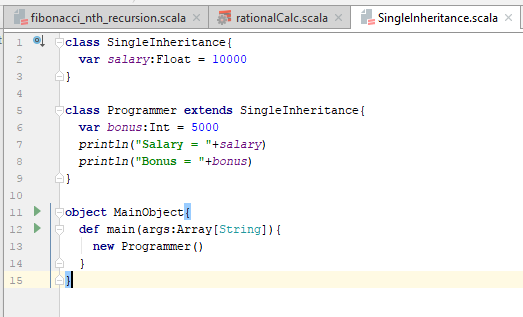 fibonacci_nth_recursion.scala rationalCalc.scala SingleInheritance.scala
1 class SingleInheritance{
2 var salary:Float = 10000
3 }
4
5 class Programmer extends SingleInheritance{
6 var bonus:Int = 5000
7 println("Salary = "+salary)
8 println("Bonus = "+bonus)
9 }
10
11 object MainObject{
12 def main(args:Array[String]){
13 new Programmer()
14 }
15 }